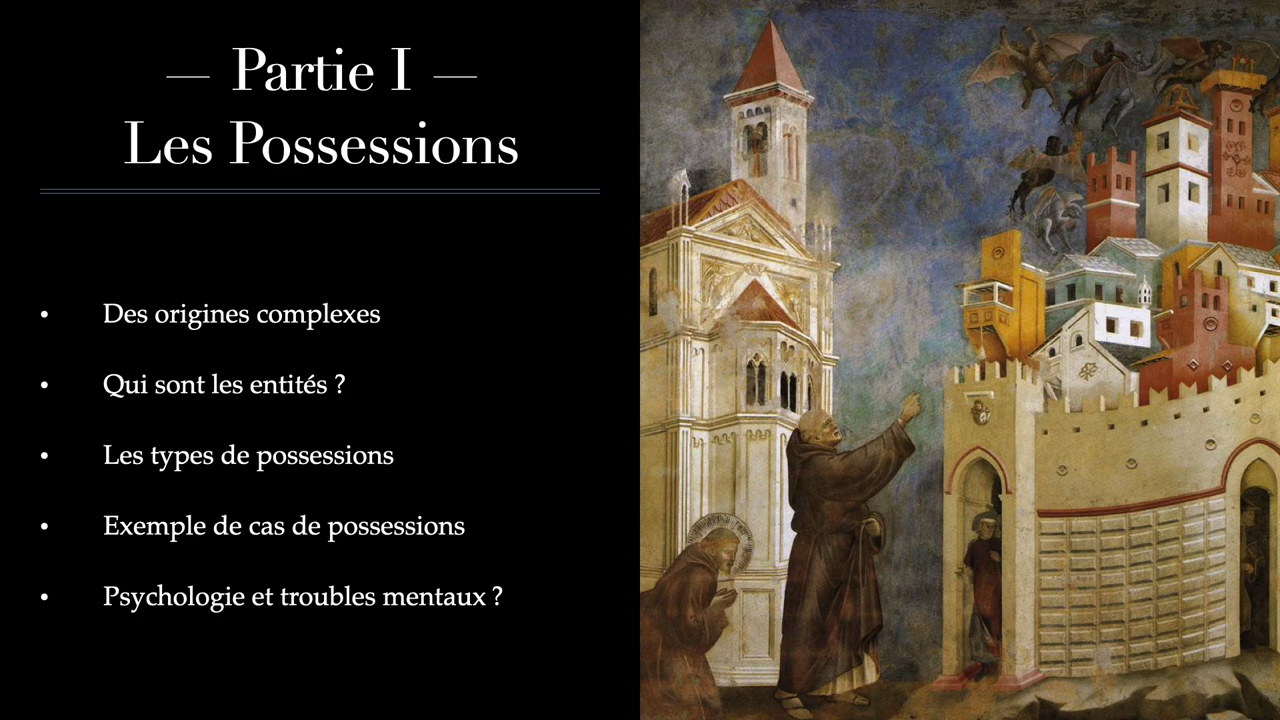 — Partie I —
Les Possessions
• Des origines complexes
• Qui sont les entités ?
• Les types de possessions
• Exemple de cas de possessions
• Psychologie et troubles mentaux ?